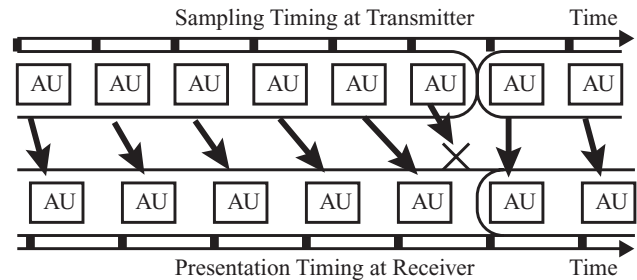 Sampling Timing at Transmitter Time
AU AU AU AU AU AU AU AU
AU AU AU AU AU AU AU
Presentation Timing at Receiver Time